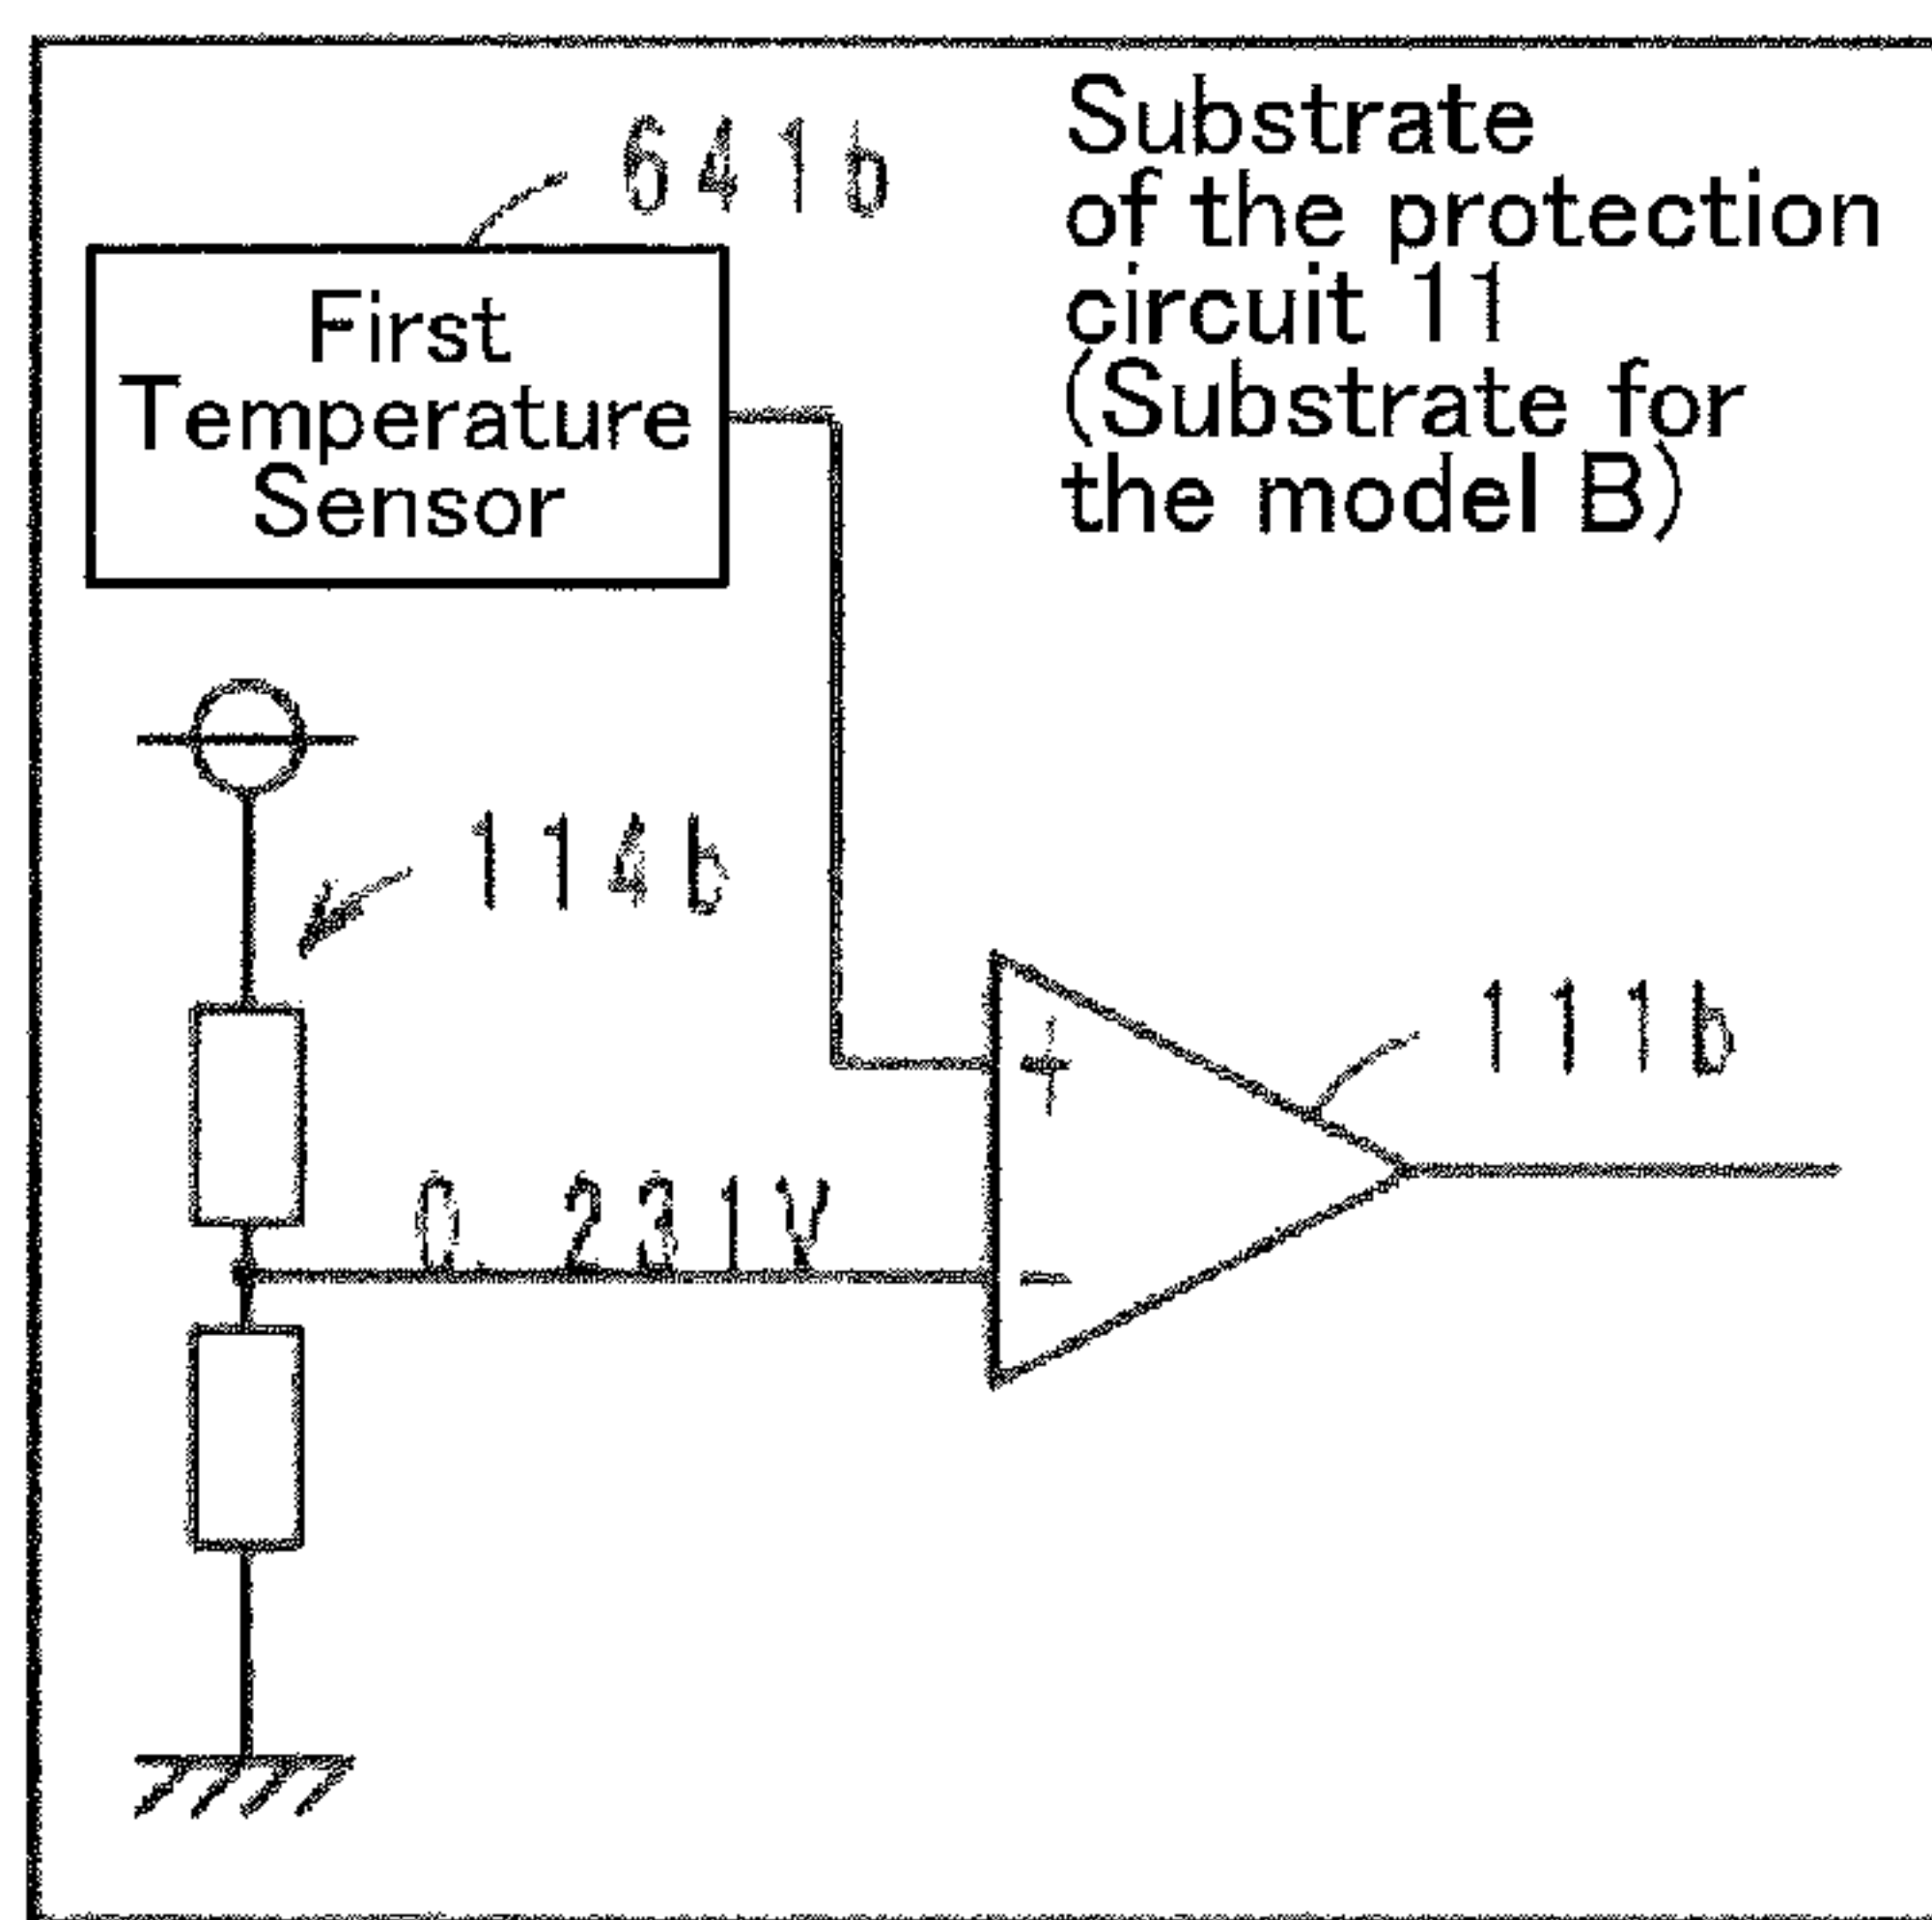 641b
Substrate
of the protection
circuit 11
(Substrate for
the model B)
First
Temperature
Sensor
114b
+
111b
0. 231V
-